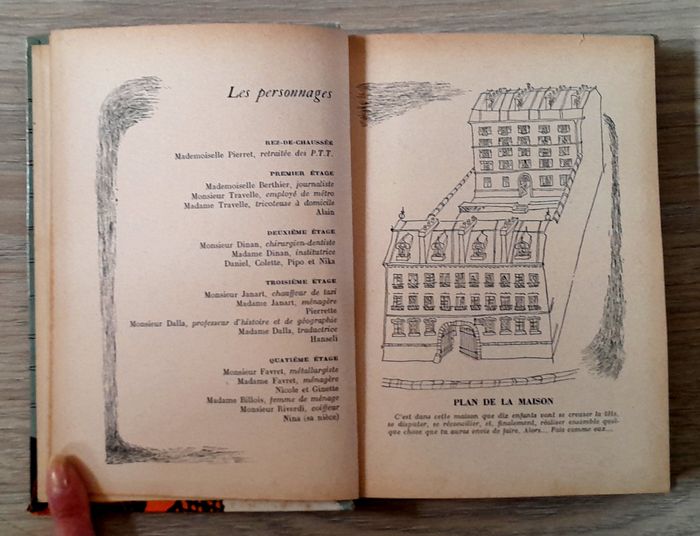 Les personnages
REZ-DE-CHAUSSÉE
Mademoiselle Pierret, retraitée des P.T.T.
PREMIER ÉTAGE
Mademoiselle Berthier, journaliste
Monsieur Travelle, employé de métro
Madame Travelle, tricoteuse à domicile
Alain
DEUXIÈME ÉTAGE
Monsieur Dinan, chirurgien-dentiste
Madame Dinan, institutrice
Daniel, Colette, Pipo et Nika
TROISIÈME ÉTAGE
Monsieur Janart, chauffeur de taxi
Madame Janart, ménagère
Pierrette
Monsieur Dalla, professeur d'histoire et de géographie
Madame Dalla, traductrice
Hanseli
QUATIÈME ÉTAGE
Monsieur Favret, métallurgiste
Madame Favret, ménagère
Nicole et Ginette
Madame Billois, femme de ménage
Monsieur Rivardi, coiffeur
Nina (sa nièce)
PLAN DE LA MAISON
C'est dans cette maison que dix enfants vont se creuser la tête,
se disputer, se réconcilier, et, finalement, réaliser ensemble quel-
que chose que tu auras envie de faire. Alors... Fais comme eux...